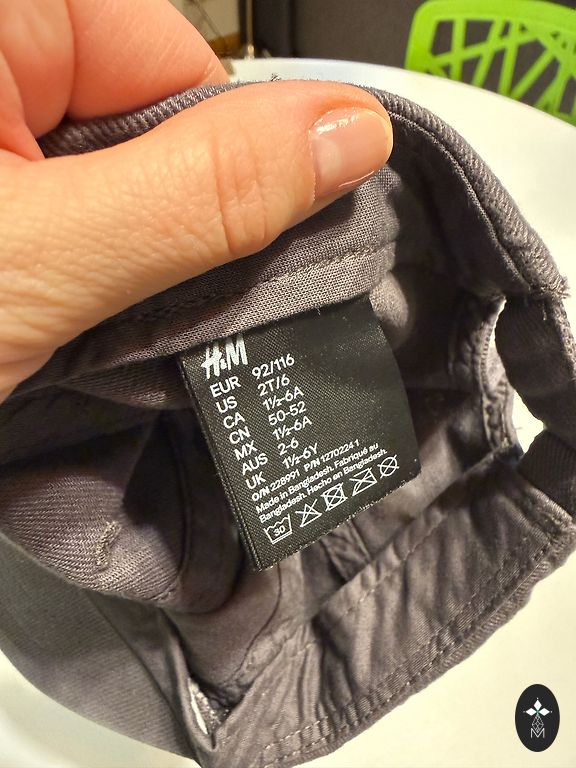 H&M
EUR 92/116
US 2T/6
CA 1½-6A
CN 50-52
MX 1½-6A
AUS 2-6
UK 1½-6Y
O/N 228991 P/N 12702241
Made in Bangladesh. Fabriqué au
Bangladesh. Hecho en Bangladesh.
30
M